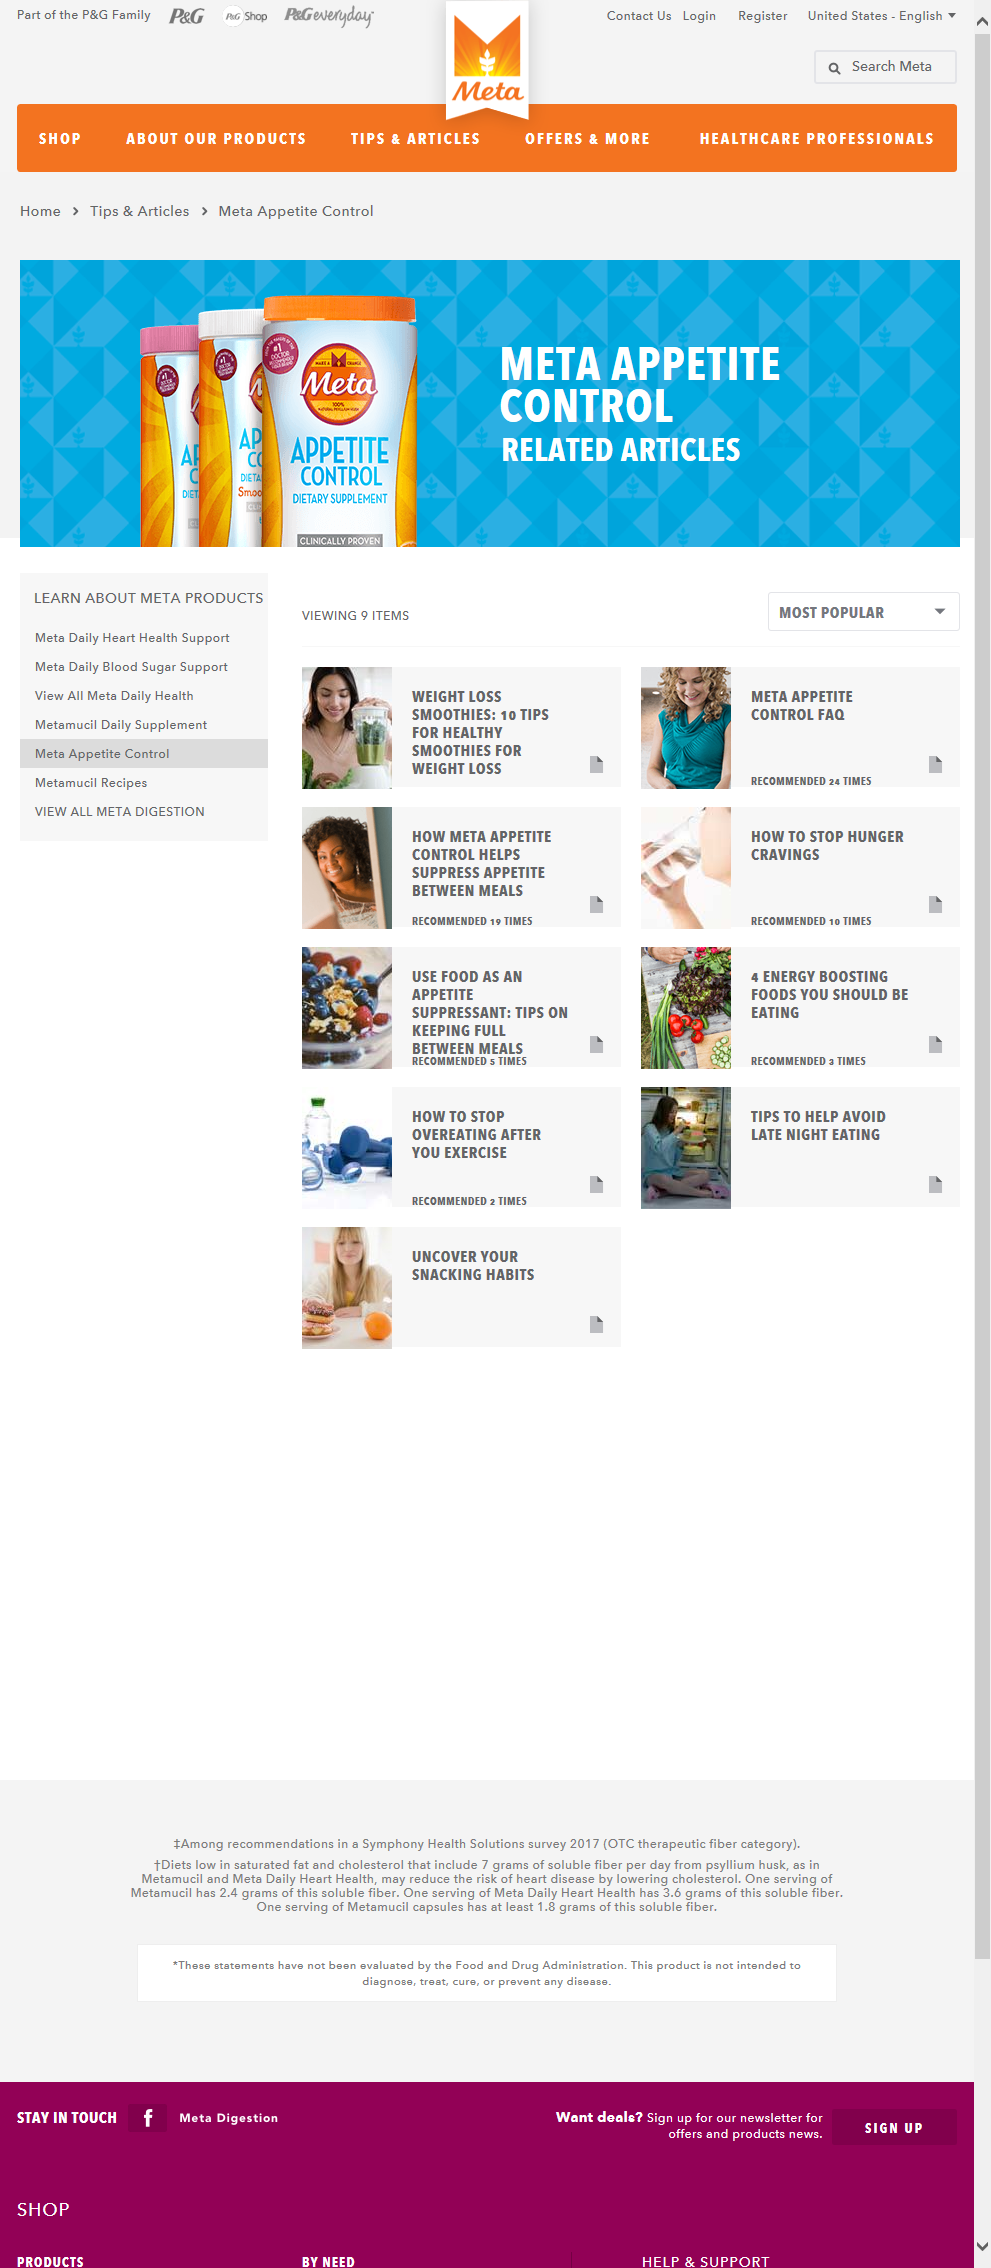 Part of the P&G Family
P&G
P&G Shop
P&G everyday
Contact Us
Login
Register
United States - English
Meta
Search Meta
SHOP
ABOUT OUR PRODUCTS
TIPS & ARTICLES
OFFERS & MORE
HEALTHCARE PROFESSIONALS
Home > Tips & Articles > Meta Appetite Control
#1 DOCTOR RECOMMENDED
MAKE A CHANGE
Meta
100%
NATURAL PSYLLIUM HUSK
APPETITE
CONTROL
DIETARY SUPPLEMENT
CLINICALLY PROVEN
META APPETITE
CONTROL
RELATED ARTICLES
LEARN ABOUT META PRODUCTS
Meta Daily Heart Health Support
Meta Daily Blood Sugar Support
View All Meta Daily Health
Metamucil Daily Supplement
Meta Appetite Control
Metamucil Recipes
VIEW ALL META DIGESTION
VIEWING 9 ITEMS
MOST POPULAR
WEIGHT LOSS
SMOOTHIES: 10 TIPS
FOR HEALTHY
SMOOTHIES FOR
WEIGHT LOSS
META APPETITE
CONTROL FAQ
RECOMMENDED 24 TIMES
HOW META APPETITE
CONTROL HELPS
SUPPRESS APPETITE
BETWEEN MEALS
RECOMMENDED 19 TIMES
HOW TO STOP HUNGER
CRAVINGS
RECOMMENDED 10 TIMES
USE FOOD AS AN
APPETITE
SUPPRESSANT: TIPS ON
KEEPING FULL
BETWEEN MEALS
RECOMMENDED 5 TIMES
4 ENERGY BOOSTING
FOODS YOU SHOULD BE
EATING
RECOMMENDED 3 TIMES
HOW TO STOP
OVEREATING AFTER
YOU EXERCISE
RECOMMENDED 2 TIMES
TIPS TO HELP AVOID
LATE NIGHT EATING
UNCOVER YOUR
SNACKING HABITS
‡Among recommendations in a Symphony Health Solutions survey 2017 (OTC therapeutic fiber category).
†Diets low in saturated fat and cholesterol that include 7 grams of soluble fiber per day from psyllium husk, as in
Metamucil and Meta Daily Heart Health, may reduce the risk of heart disease by lowering cholesterol. One serving of
Metamucil has 2.4 grams of this soluble fiber. One serving of Meta Daily Heart Health has 3.6 grams of this soluble fiber.
One serving of Metamucil capsules has at least 1.8 grams of this soluble fiber.
*These statements have not been evaluated by the Food and Drug Administration. This product is not intended to
diagnose, treat, cure, or prevent any disease.
STAY IN TOUCH
f
Meta Digestion
Want deals? Sign up for our newsletter for
offers and products news.
SIGN UP
SHOP
PRODUCTS
BY NEED
HELP & SUPPORT